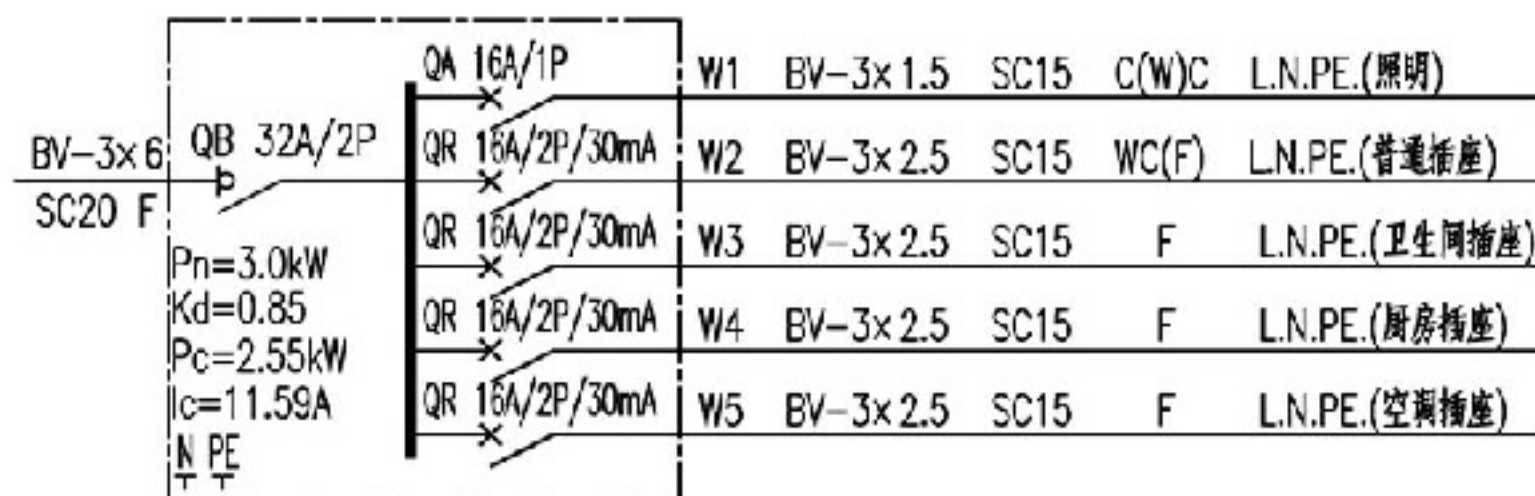 QA 16A/1P
W1 BV-3×1.5 SC15 C(W)C L.N.PE.(照明)
BV-3×6
SC20 F
QB 32A/2P
QR 16A/2P/30mA
W2 BV-3×2.5 SC15 WC(F) L.N.PE.(普通插座)
QR 16A/2P/30mA
W3 BV-3×2.5 SC15 F L.N.PE.(卫生间插座)
QR 16A/2P/30mA
W4 BV-3×2.5 SC15 F L.N.PE.(厨房插座)
QR 16A/2P/30mA
W5 BV-3×2.5 SC15 F L.N.PE.(空调插座)
Pn=3.0kW
Kd=0.85
Pc=2.55kW
Ic=11.59A
N PE